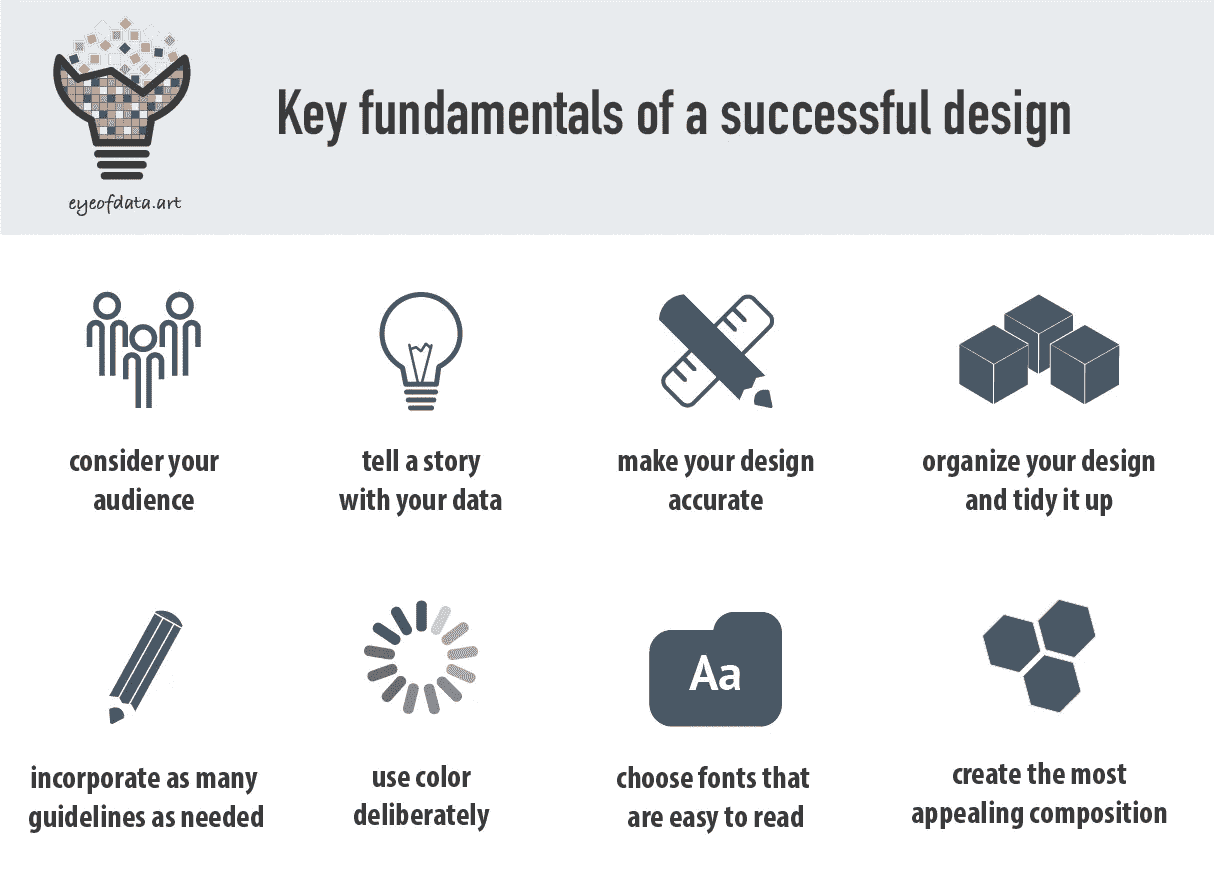 eyeofdata.art
Key fundamentals of a successful design
consider your
audience
tell a story
with your data
make your design
accurate
organize your design
and tidy it up
incorporate as many
guidelines as needed
use color
deliberately
Aa
choose fonts that
are easy to read
create the most
appealing composition